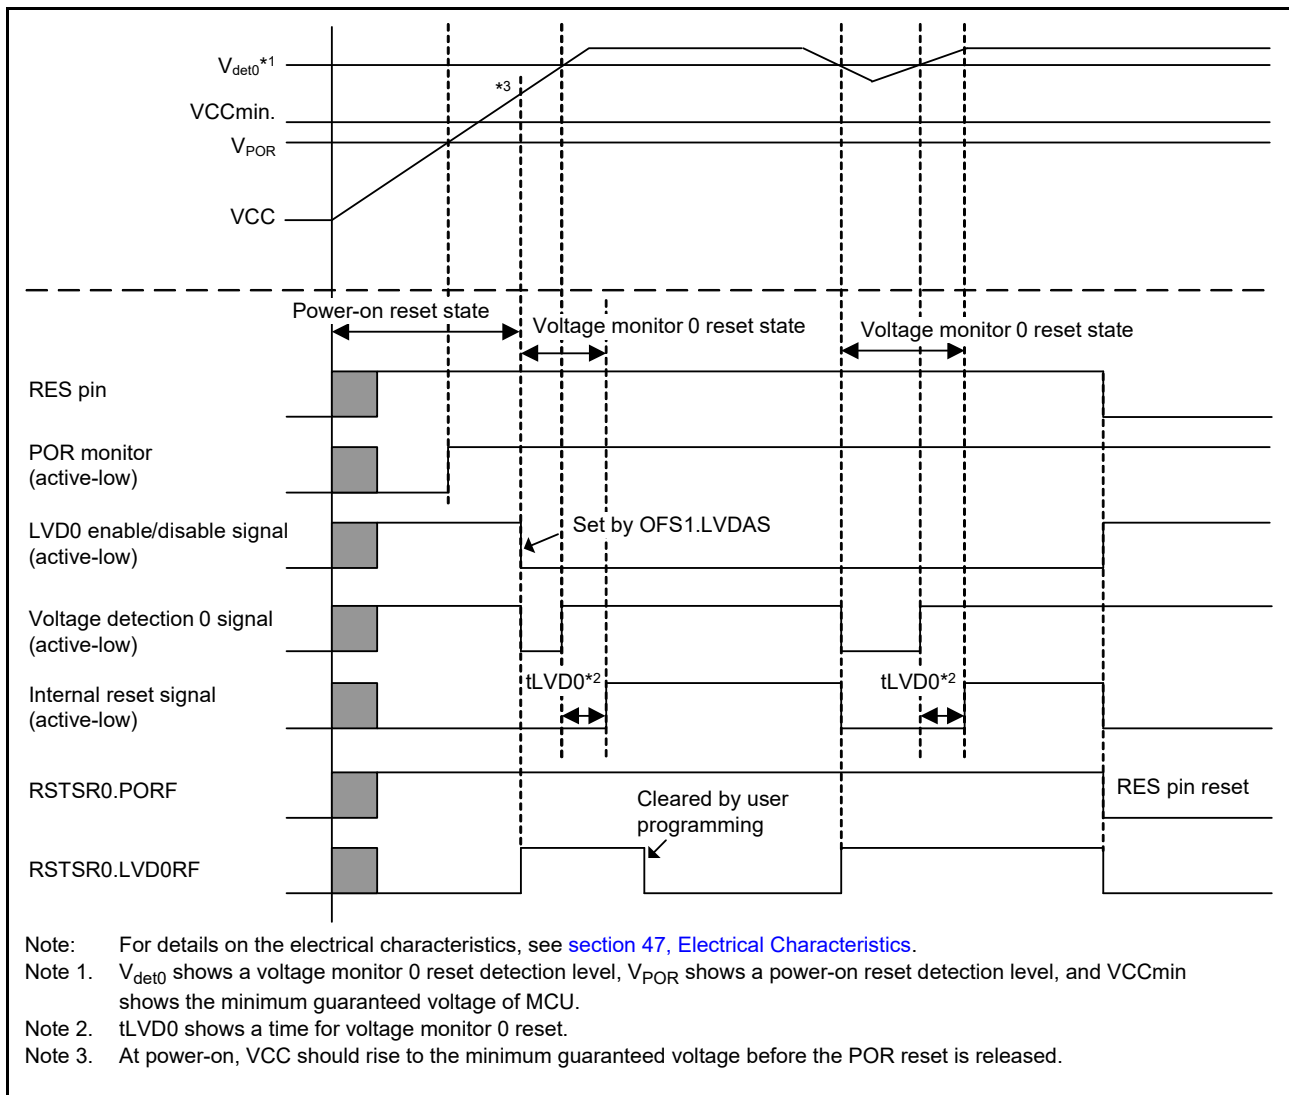 Vdet0*1
*3
VCCmin.
VPOR
VCC
Power-on reset state
Voltage monitor 0 reset state
Voltage monitor 0 reset state
RES pin
POR monitor
(active-low)
LVD0 enable/disable signal
(active-low)
Set by OFS1.LVDAS
Voltage detection 0 signal
(active-low)
Internal reset signal
(active-low)
tLVD0*2
tLVD0*2
RSTSR0.PORF
RES pin reset
Cleared by user
programming
RSTSR0.LVD0RF
Note: For details on the electrical characteristics, see section 47, Electrical Characteristics.
Note 1. Vdet0 shows a voltage monitor 0 reset detection level, VPOR shows a power-on reset detection level, and VCCmin
shows the minimum guaranteed voltage of MCU.
Note 2. tLVD0 shows a time for voltage monitor 0 reset.
Note 3. At power-on, VCC should rise to the minimum guaranteed voltage before the POR reset is released.